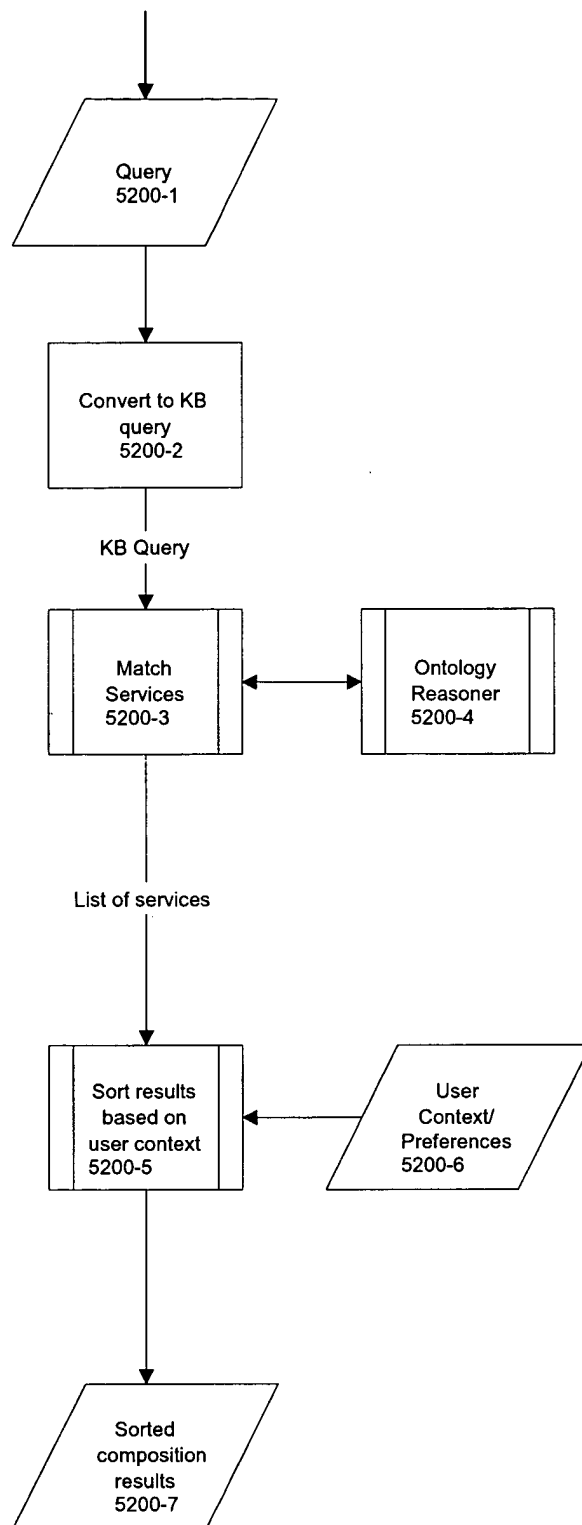 Query
5200-1
Convert to KB
query
5200-2
KB Query
Match
Services
5200-3
Ontology
Reasoner
5200-4
List of services
Sort results
based on
user context
5200-5
User
Context/
Preferences
5200-6
Sorted
composition
results
5200-7